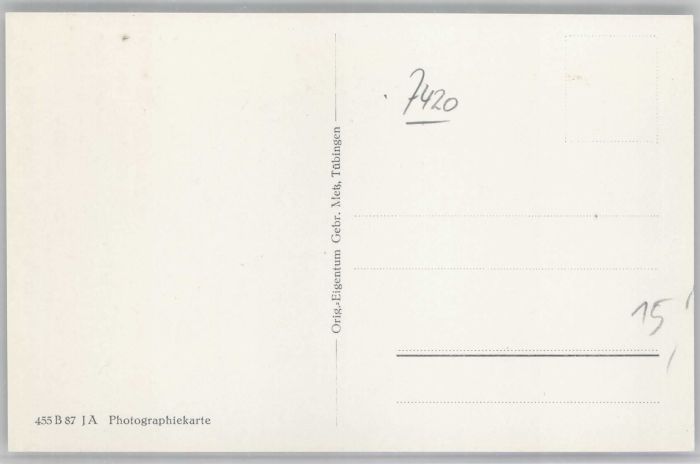 7420
Orig.-Eigentum Gebr. Metz, Tübingen
15
455 B 87 JA Photographiekarte